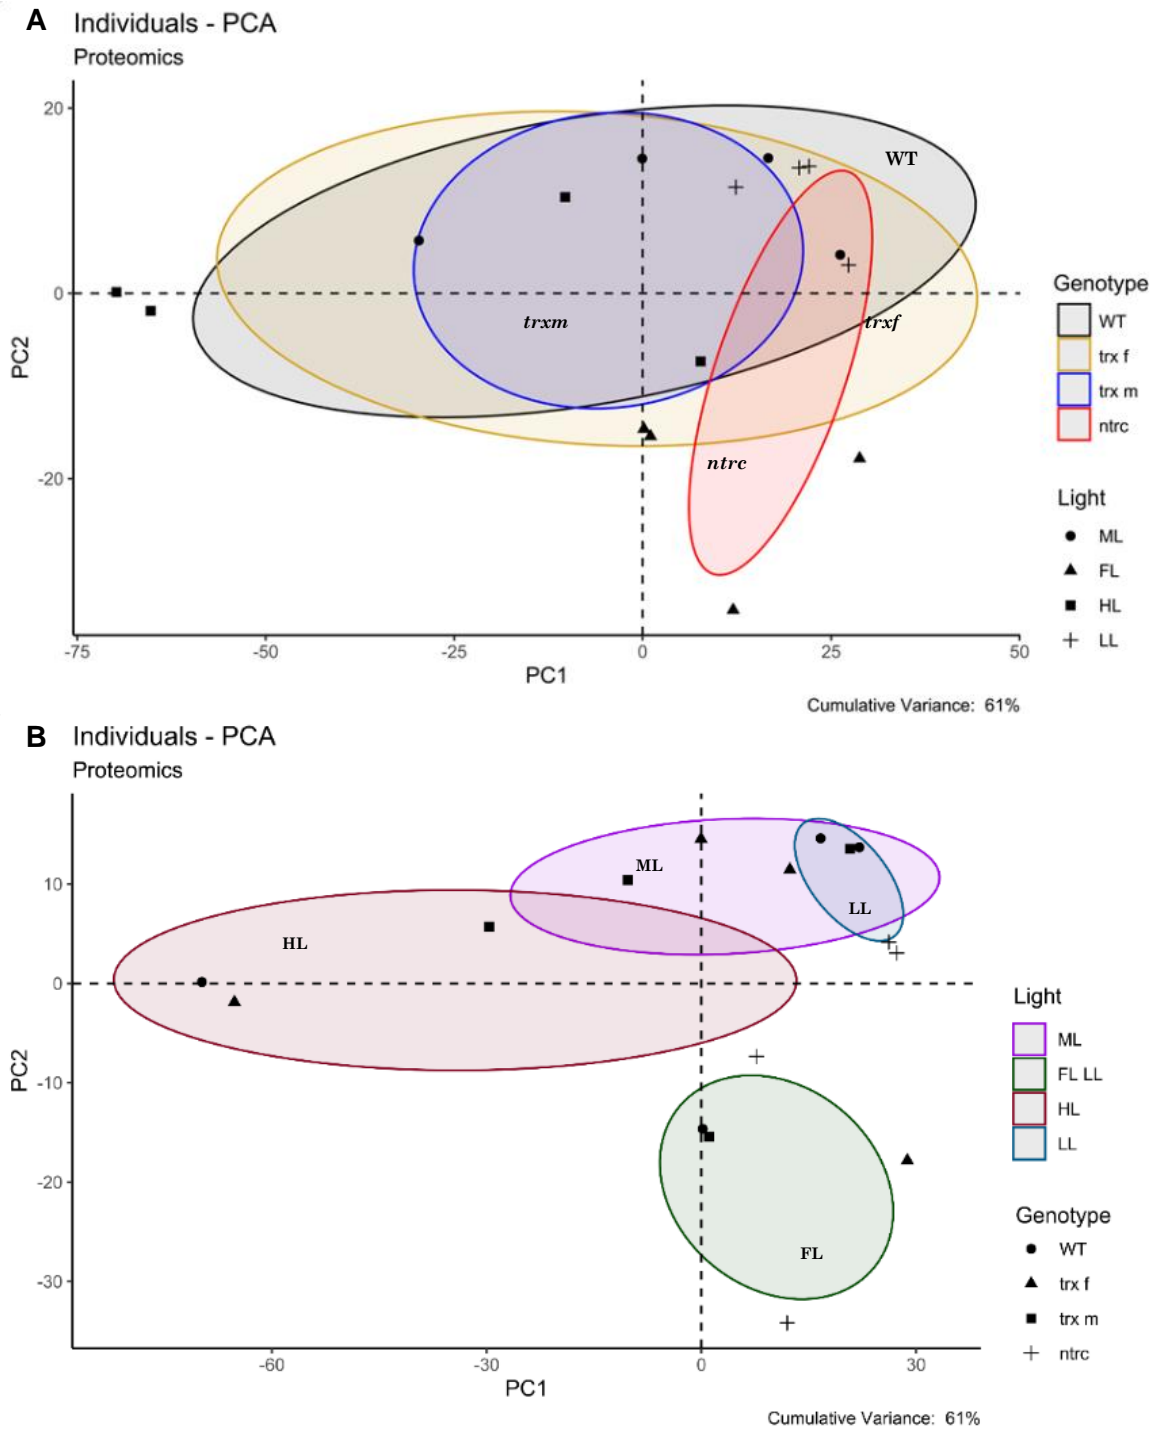 A Individuals - PCA
Proteomics
20
0
-20
PC2
WT
trxm
trxf
ntrc
-75 -50 -25 0 25 50
PC1
Cumulative Variance: 61%
Genotype
WT
trx f
trx m
ntrc
Light
ML
FL
HL
LL
B Individuals - PCA
Proteomics
10
0
-10
-20
-30
PC2
ML
LL
HL
FL
-60 -30 0 30
PC1
Cumulative Variance: 61%
Light
ML
FL LL
HL
LL
Genotype
WT
trx f
trx m
ntrc